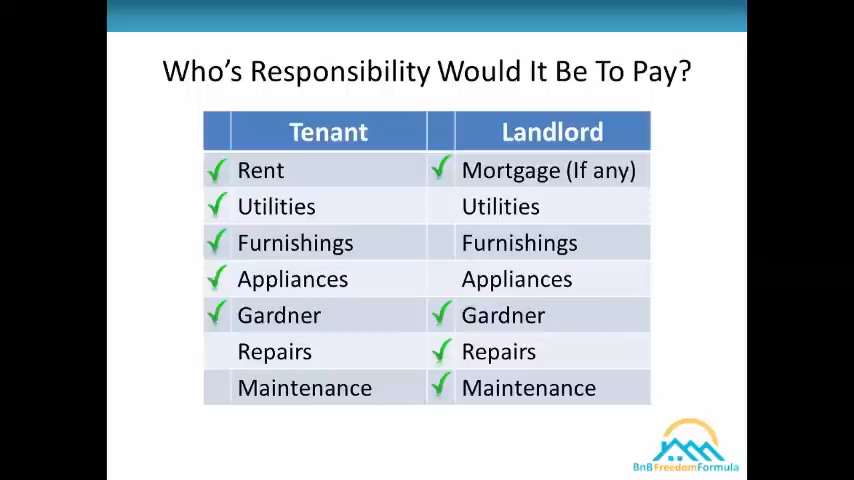 Who's Responsibility Would It Be To Pay?
Tenant Landlord
Rent Mortgage (If any)
Utilities Utilities
Furnishings Furnishings
Appliances Appliances
Gardner Gardner
Repairs Repairs
Maintenance Maintenance
BnBFreedomFormula